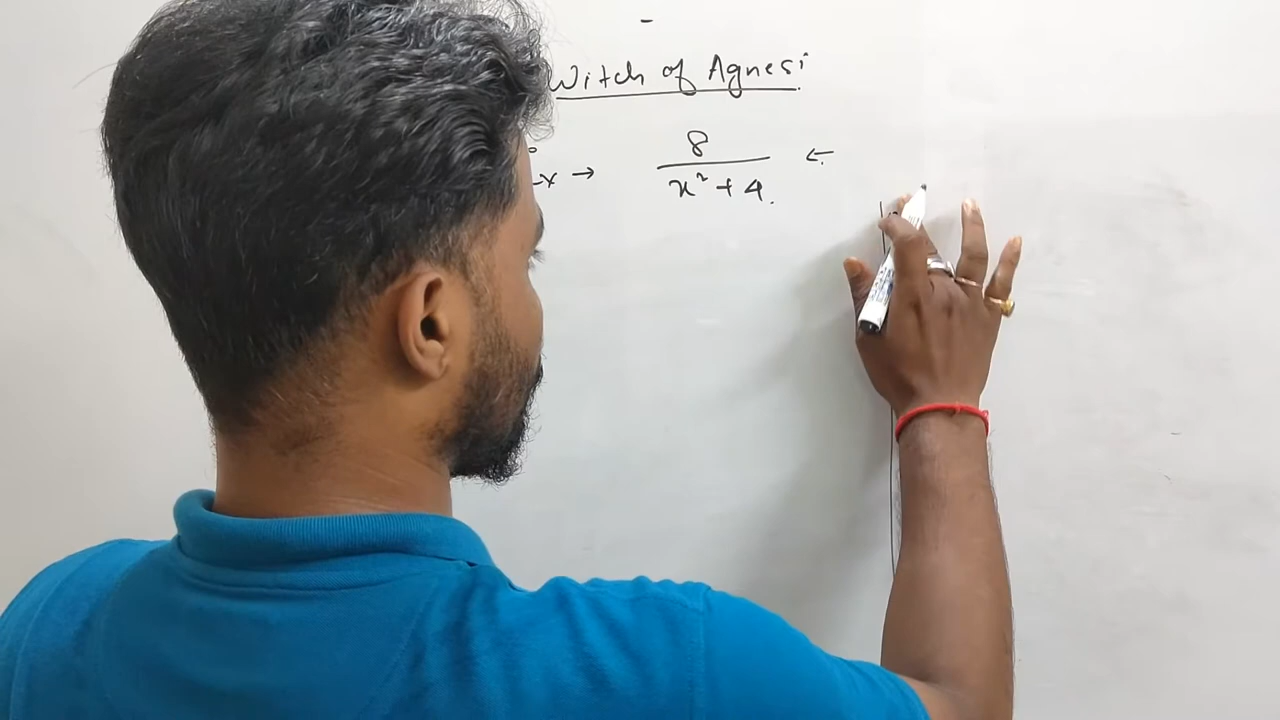 Witch of Agnesi
8
x → ―――― ←
x² + 4.